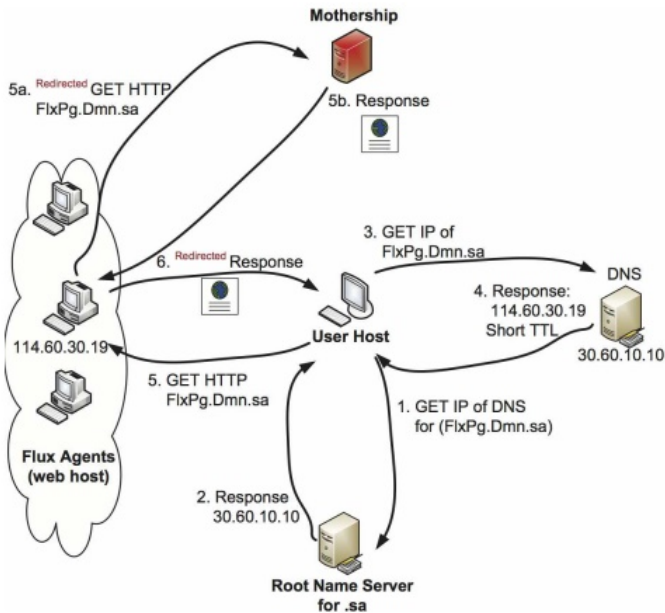 Mothership
5a. Redirected GET HTTP
FlxPg.Dmn.sa
5b. Response
3. GET IP of
FlxPg.Dmn.sa
6. Redirected Response
DNS
4. Response:
114.60.30.19
Short TTL
30.60.10.10
User Host
114.60.30.19
5. GET HTTP
FlxPg.Dmn.sa
1. GET IP of DNS
for (FlxPg.Dmn.sa)
Flux Agents
(web host)
2. Response
30.60.10.10
Root Name Server
for .sa